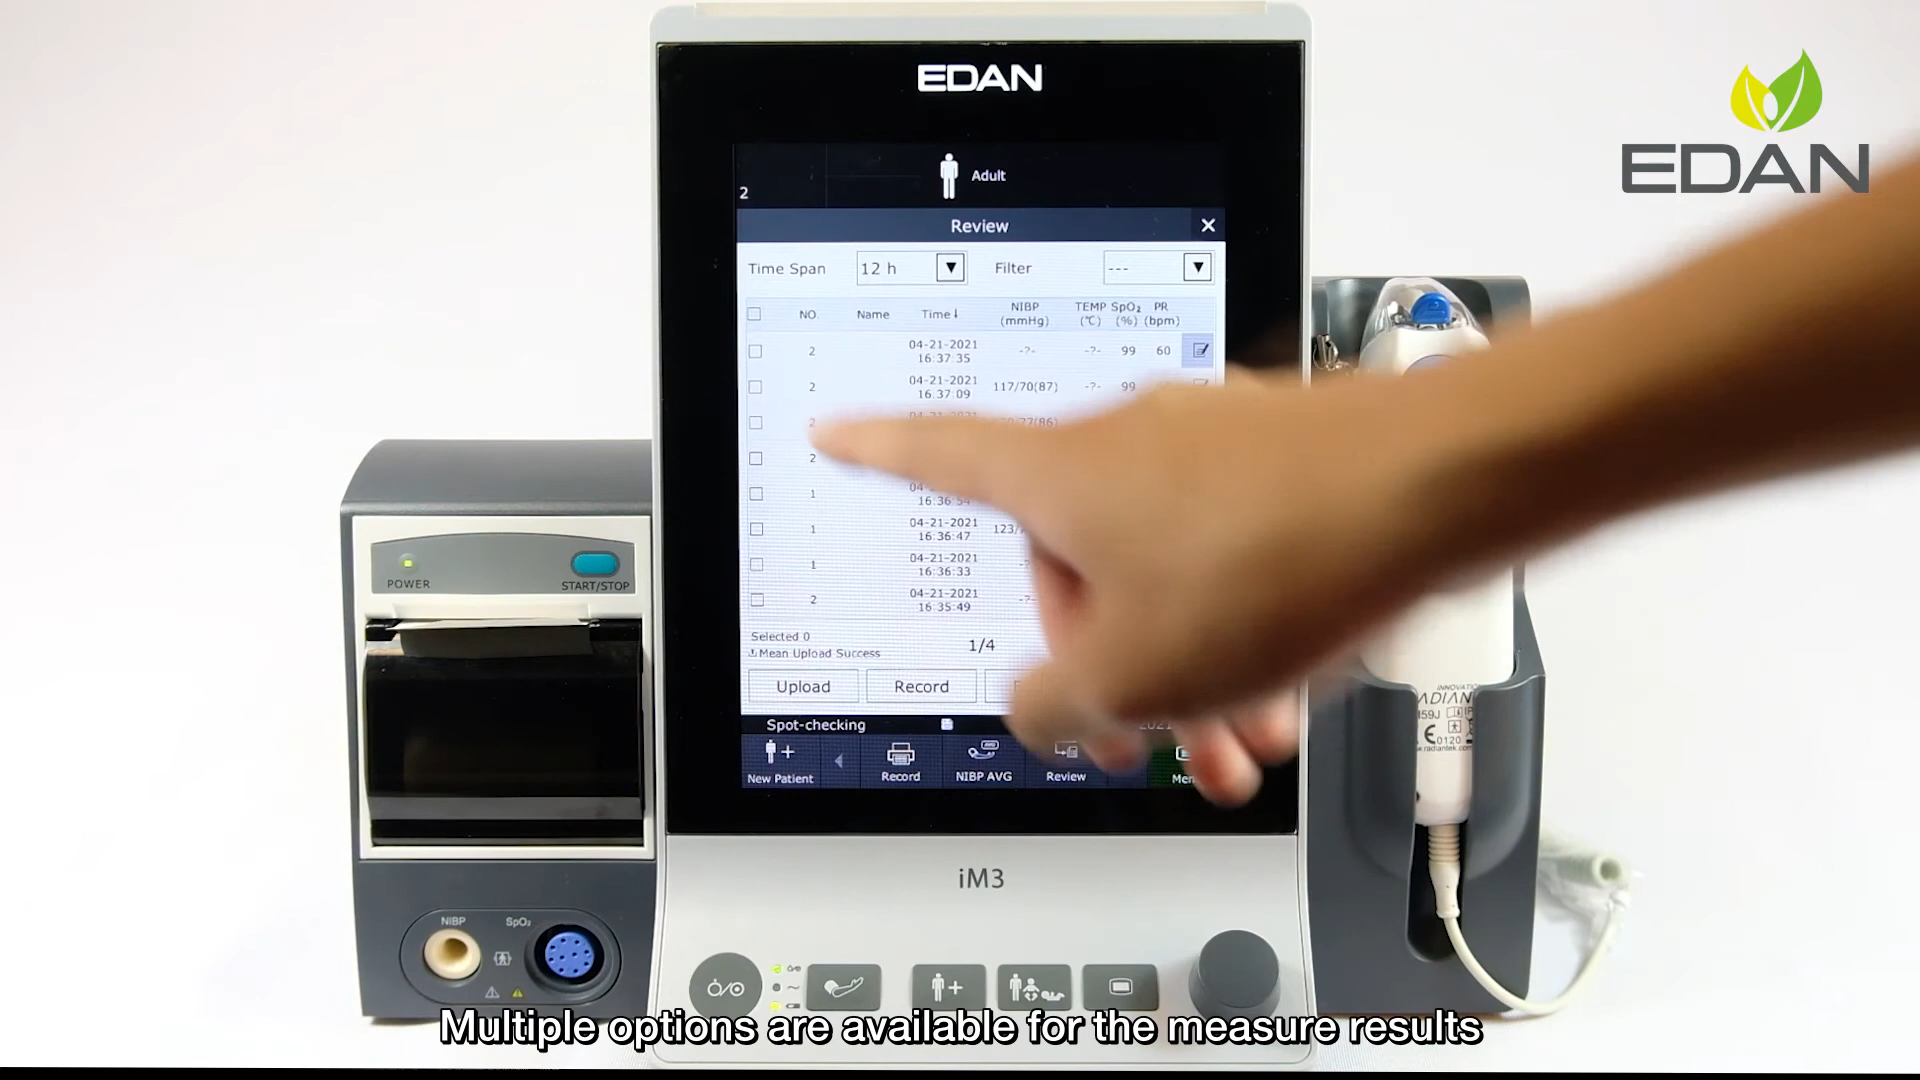 EDAN
EDAN
2
Adult
Review
Time Span 12 h Filter ---
NO. Name Time↓ NIBP (mmHg) TEMP (℃) SpO₂ (%) PR (bpm)
2 04-21-2021 16:37:35 -?- -?- 99 60
2 04-21-2021 16:37:09 117/70(87) -?- 99
2
2
1 16:36:54
1 04-21-2021 16:36:47 123/
1 04-21-2021 16:36:33 -?-
2 04-21-2021 16:35:49 -?-
Selected 0
1/4
Mean Upload Success
Upload Record
Spot-checking
New Patient Record NIBP AVG Review
POWER START/STOP
NIBP SpO₂
iM3
0120
www.radiantek.com
Multiple options are available for the measure results